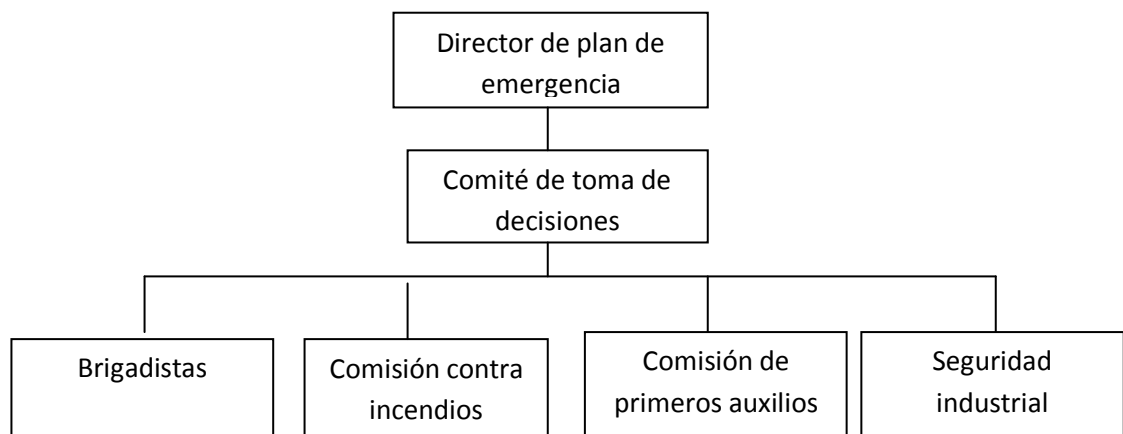 Director de plan de
emergencia
Comité de toma de
decisiones
Brigadistas
Comisión contra
incendios
Comisión de
primeros auxilios
Seguridad
industrial